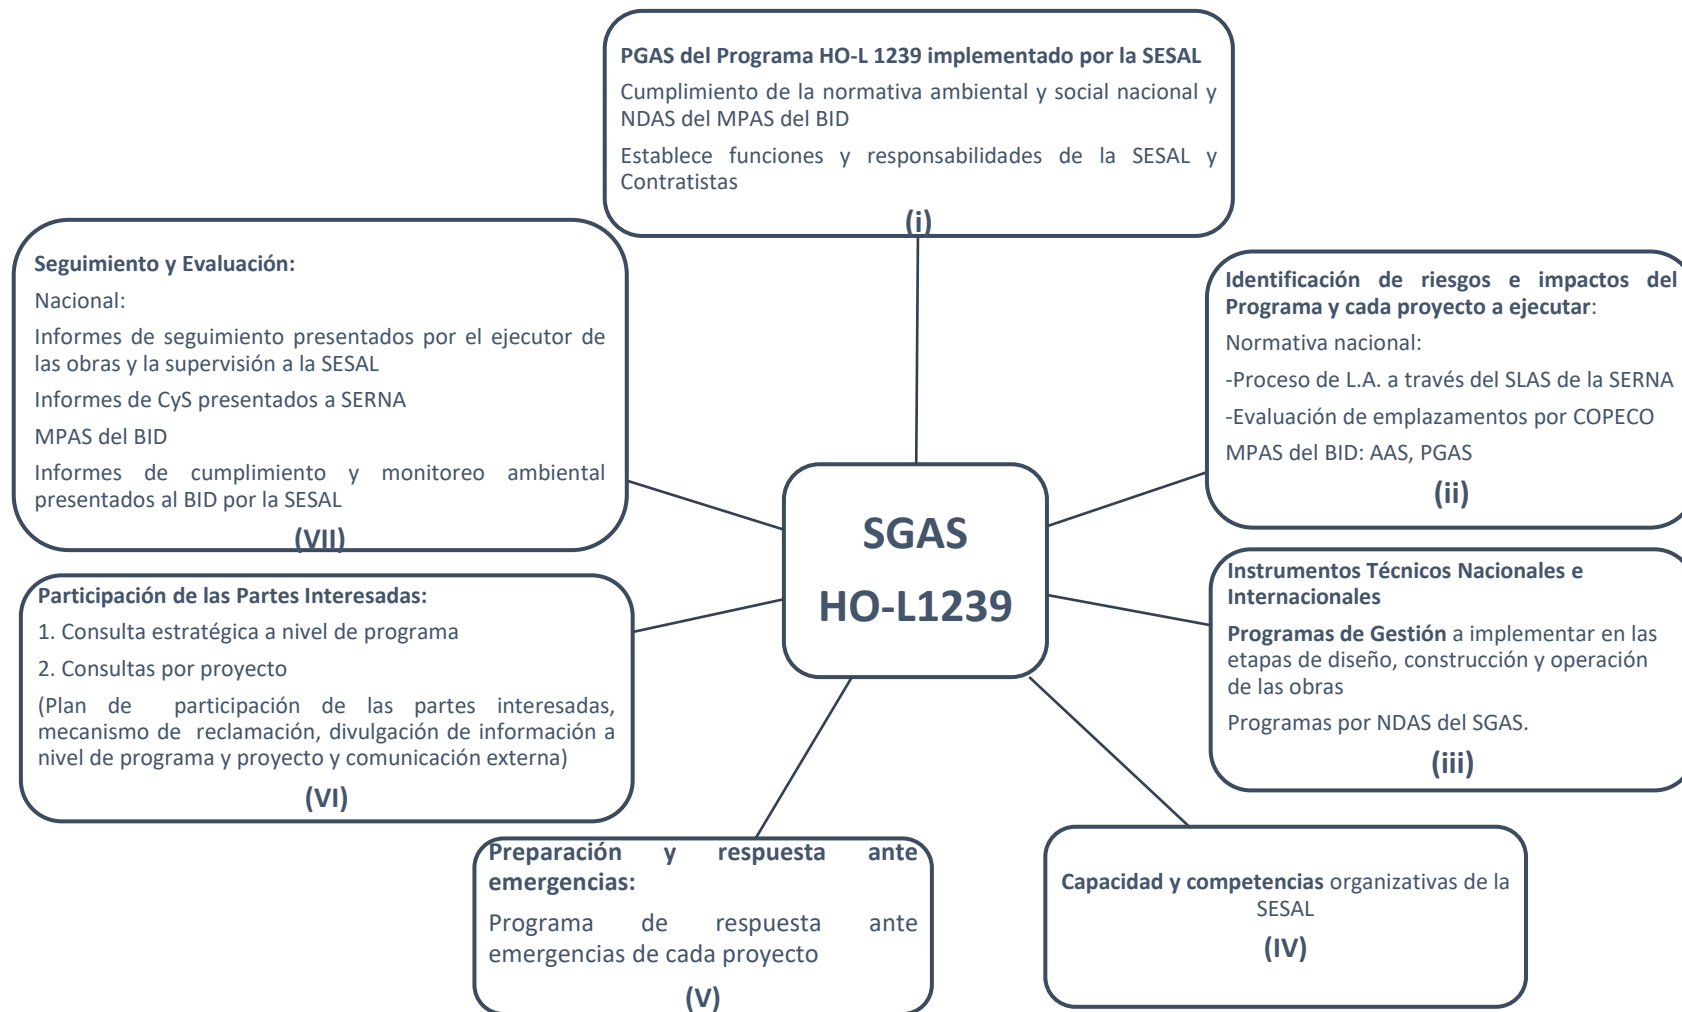 PGAS del Programa HO-L 1239 implementado por la SESAL
Cumplimiento de la normativa ambiental y social nacional y
NDAS del MPAS del BID
Establece funciones y responsabilidades de la SESAL y
Contratistas
(i)
Identificación de riesgos e impactos del
Programa y cada proyecto a ejecutar:
Normativa nacional:
-Proceso de L.A. a través del SLAS de la SERNA
-Evaluación de emplazamientos por COPECO
MPAS del BID: AAS, PGAS
(ii)
Instrumentos Técnicos Nacionales e
Internacionales
Programas de Gestión a implementar en las
etapas de diseño, construcción y operación
de las obras
Programas por NDAS del SGAS.
(iii)
Capacidad y competencias organizativas de la
SESAL
(IV)
Preparación y respuesta ante
emergencias:
Programa de respuesta ante
emergencias de cada proyecto
(V)
Participación de las Partes Interesadas:
1. Consulta estratégica a nivel de programa
2. Consultas por proyecto
(Plan de participación de las partes interesadas,
mecanismo de reclamación, divulgación de información a
nivel de programa y proyecto y comunicación externa)
(VI)
Seguimiento y Evaluación:
Nacional:
Informes de seguimiento presentados por el ejecutor de
las obras y la supervisión a la SESAL
Informes de CyS presentados a SERNA
MPAS del BID
Informes de cumplimiento y monitoreo ambiental
presentados al BID por la SESAL
(VII)
SGAS
HO-L1239